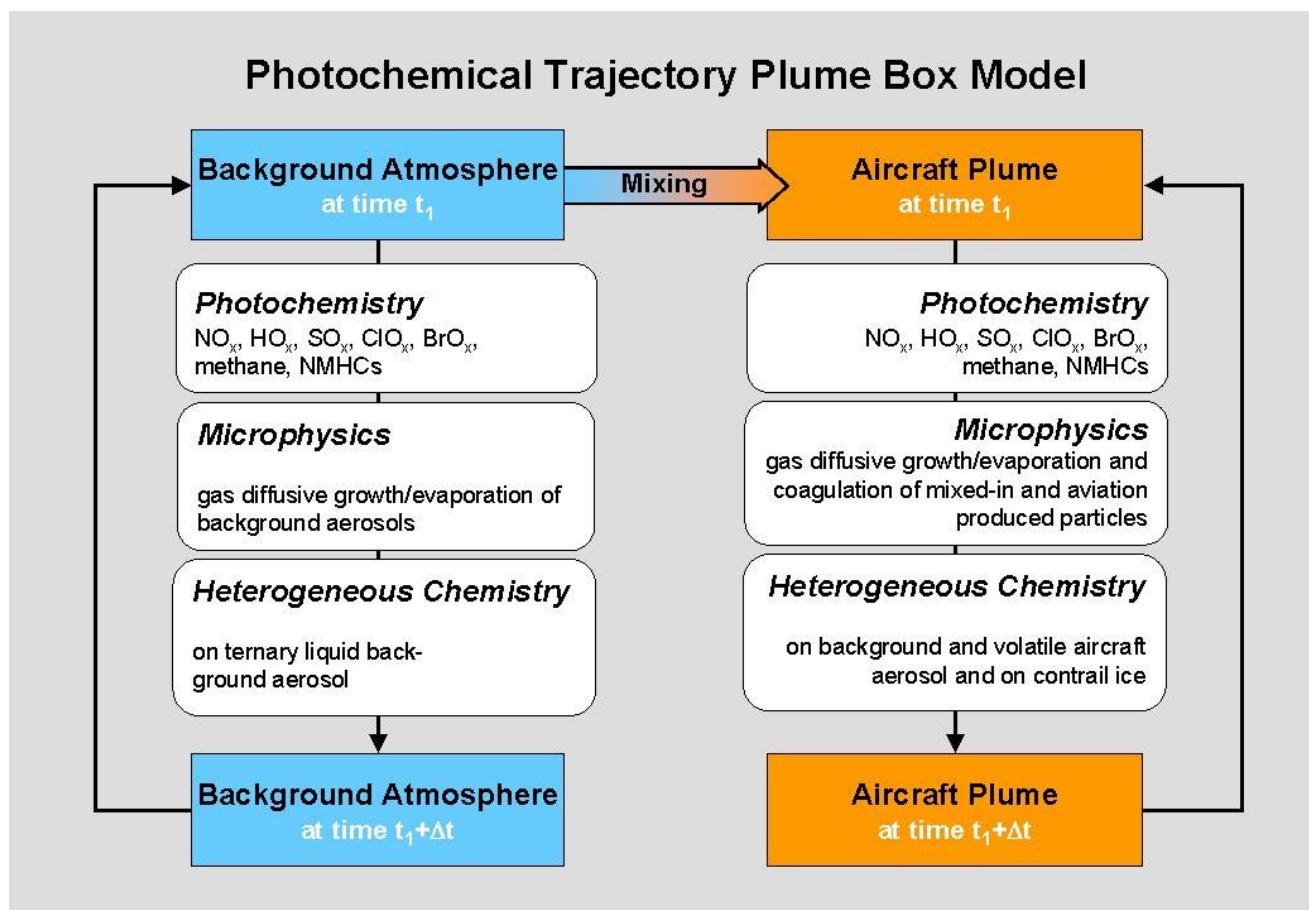 Photochemical Trajectory Plume Box Model
Background Atmosphere
at time t₁
Mixing
Aircraft Plume
at time t₁
Photochemistry
NOₓ, HOₓ, SOₓ, ClOₓ, BrOₓ,
methane, NMHCs
Microphysics
gas diffusive growth/evaporation of
background aerosols
Heterogeneous Chemistry
on ternary liquid back-
ground aerosol
Background Atmosphere
at time t₁+Δt
Photochemistry
NOₓ, HOₓ, SOₓ, ClOₓ, BrOₓ,
methane, NMHCs
Microphysics
gas diffusive growth/evaporation and
coagulation of mixed-in and aviation
produced particles
Heterogeneous Chemistry
on background and volatile aircraft
aerosol and on contrail ice
Aircraft Plume
at time t₁+Δt